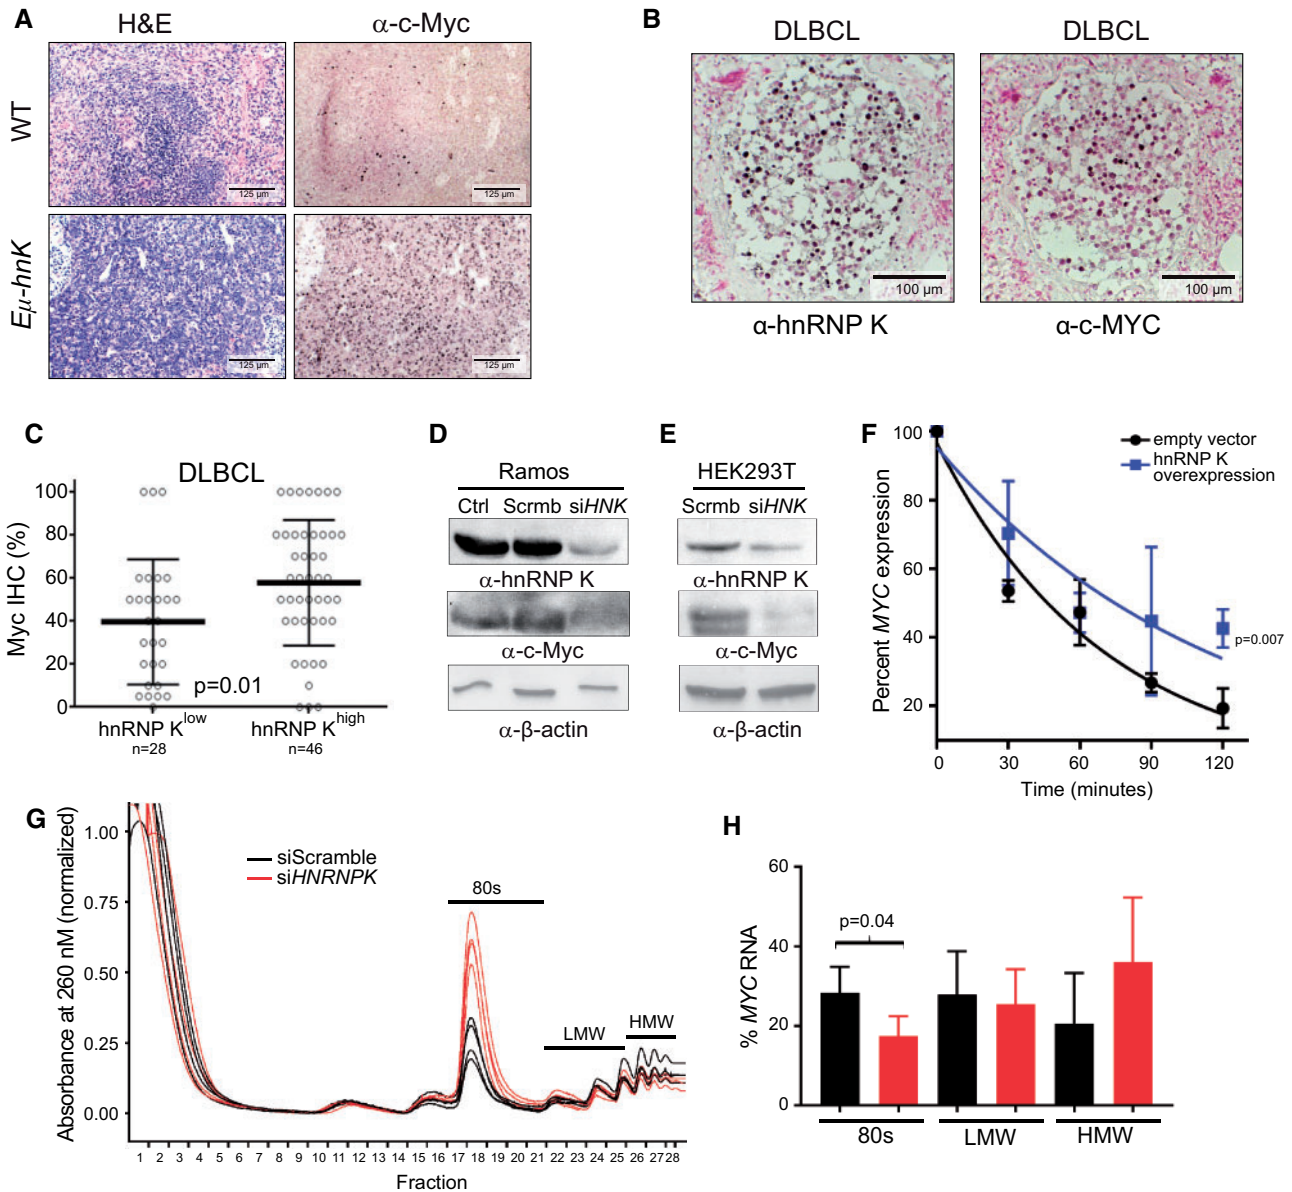 A
H&E
α-c-Myc
WT
125 µm
125 µm
Eµ-hnK
125 µm
125 µm
B
DLBCL
DLBCL
100 µm
100 µm
α-hnRNP K
α-c-MYC
C
DLBCL
Myc IHC (%)
100
80
60
40
20
0
p=0.01
hnRNP K low
n=28
hnRNP K high
n=46
D
Ramos
Ctrl Scrmb siHNK
α-hnRNP K
α-c-Myc
α-β-actin
E
HEK293T
Scrmb siHNK
α-hnRNP K
α-c-Myc
α-β-actin
F
Percent MYC expression
100
80
60
40
20
empty vector
hnRNP K
overexpression
p=0.007
0 30 60 90 120
Time (minutes)
G
Absorbance at 260 nM (normalized)
1.00
0.75
0.50
0.25
0.00
siScramble
siHNRNPK
80s
LMW
HMW
1 2 3 4 5 6 7 8 9 10 11 12 13 14 15 16 17 18 19 20 21 22 23 24 25 26 27 28
Fraction
H
% MYC RNA
60
40
20
0
p=0.04
80s
LMW
HMW